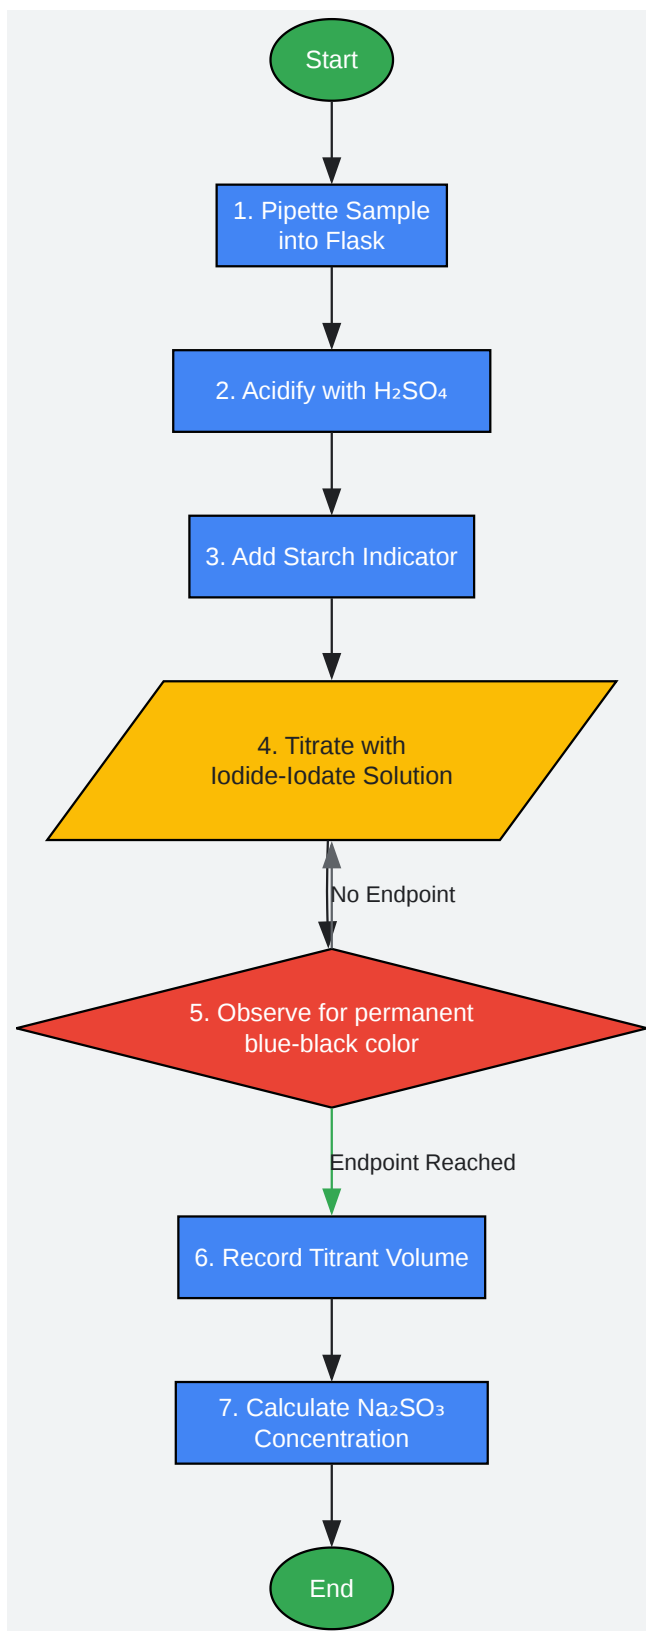 Start
1. Pipette Sample
into Flask
2. Acidify with H₂SO₄
3. Add Starch Indicator
4. Titrate with
Iodide-Iodate Solution
No Endpoint
5. Observe for permanent
blue-black color
Endpoint Reached
6. Record Titrant Volume
7. Calculate Na₂SO₃
Concentration
End